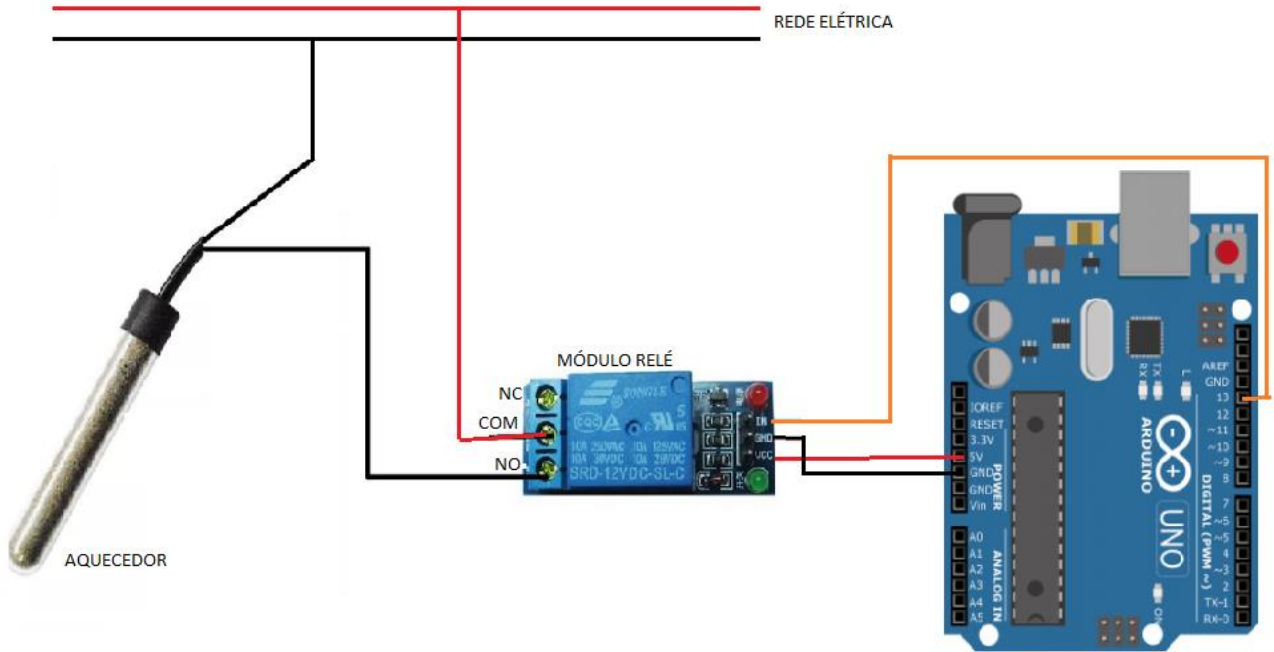 REDE ELÉTRICA
AQUECEDOR
MÓDULO RELÉ
NC
COM
NO
SONGLE
CQC
10A 250VAC 10A 125VAC
10A 30VDC 10A 28VDC
SRD-12VDC-SL-C
IN
GND
VCC
IOREF
RESET
3.3V
5V
GND
GND
Vin
POWER
A0
A1
A2
A3
A4
A5
ANALOG IN
RX
TX
L
ARDUINO
UNO
ON
AREF
GND
13
12
~11
~10
~9
8
7
~5
~5
4
~3
2
TX-1
RX-0
DIGITAL (PWM ~)